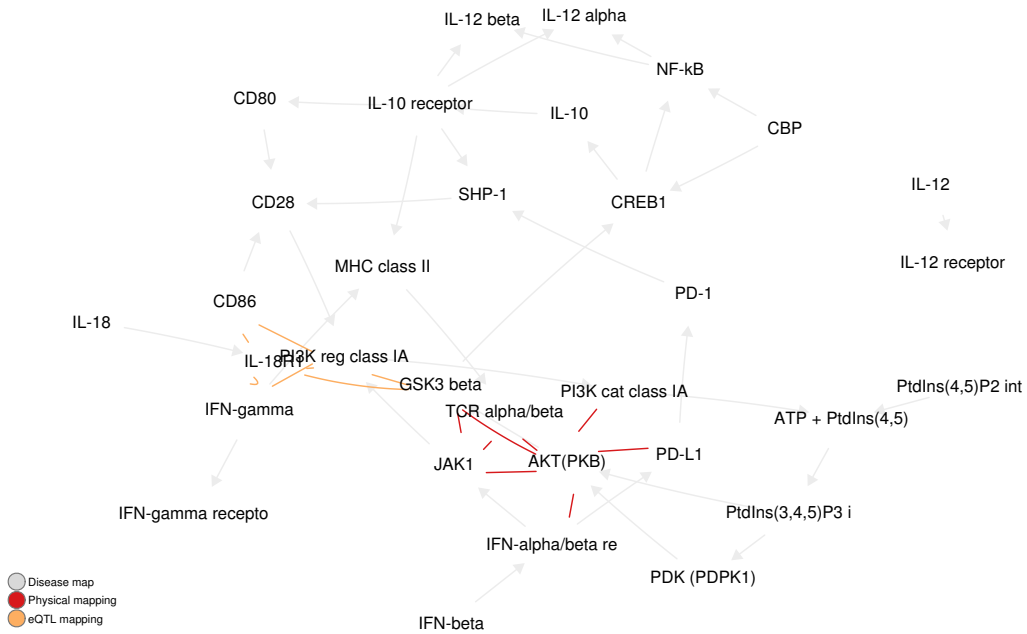 IL-12 beta
IL-12 alpha
NF-kB
CD80
IL-10 receptor
IL-10
CBP
IL-12
CD28
SHP-1
CREB1
MHC class II
IL-12 receptor
PD-1
CD86
IL-18
IL-18R1
PI3K reg class IA
GSK3 beta
PI3K cat class IA
PtdIns(4,5)P2 int
IFN-gamma
TCR alpha/beta
ATP + PtdIns(4,5)
JAK1
AKT(PKB)
PD-L1
IFN-gamma recepto
PtdIns(3,4,5)P3 i
IFN-alpha/beta re
PDK (PDPK1)
Disease map
Physical mapping
eQTL mapping
IFN-beta